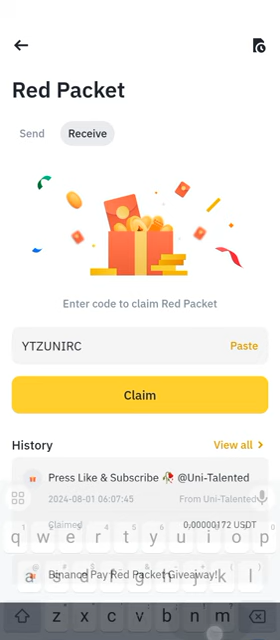 Red Packet
Send
Receive
Enter code to claim Red Packet
YTZUNIRC
Paste
Claim
History
View all >
Press Like & Subscribe 🥀 @Uni-Talented
2024-08-01 06:07:45
From Uni-Talented
Claimed
0.00000172 USDT
q w e r t y u i o p
Binance Pay Red Packet Giveaway!
a s d f g h j k l
z x c v b n m